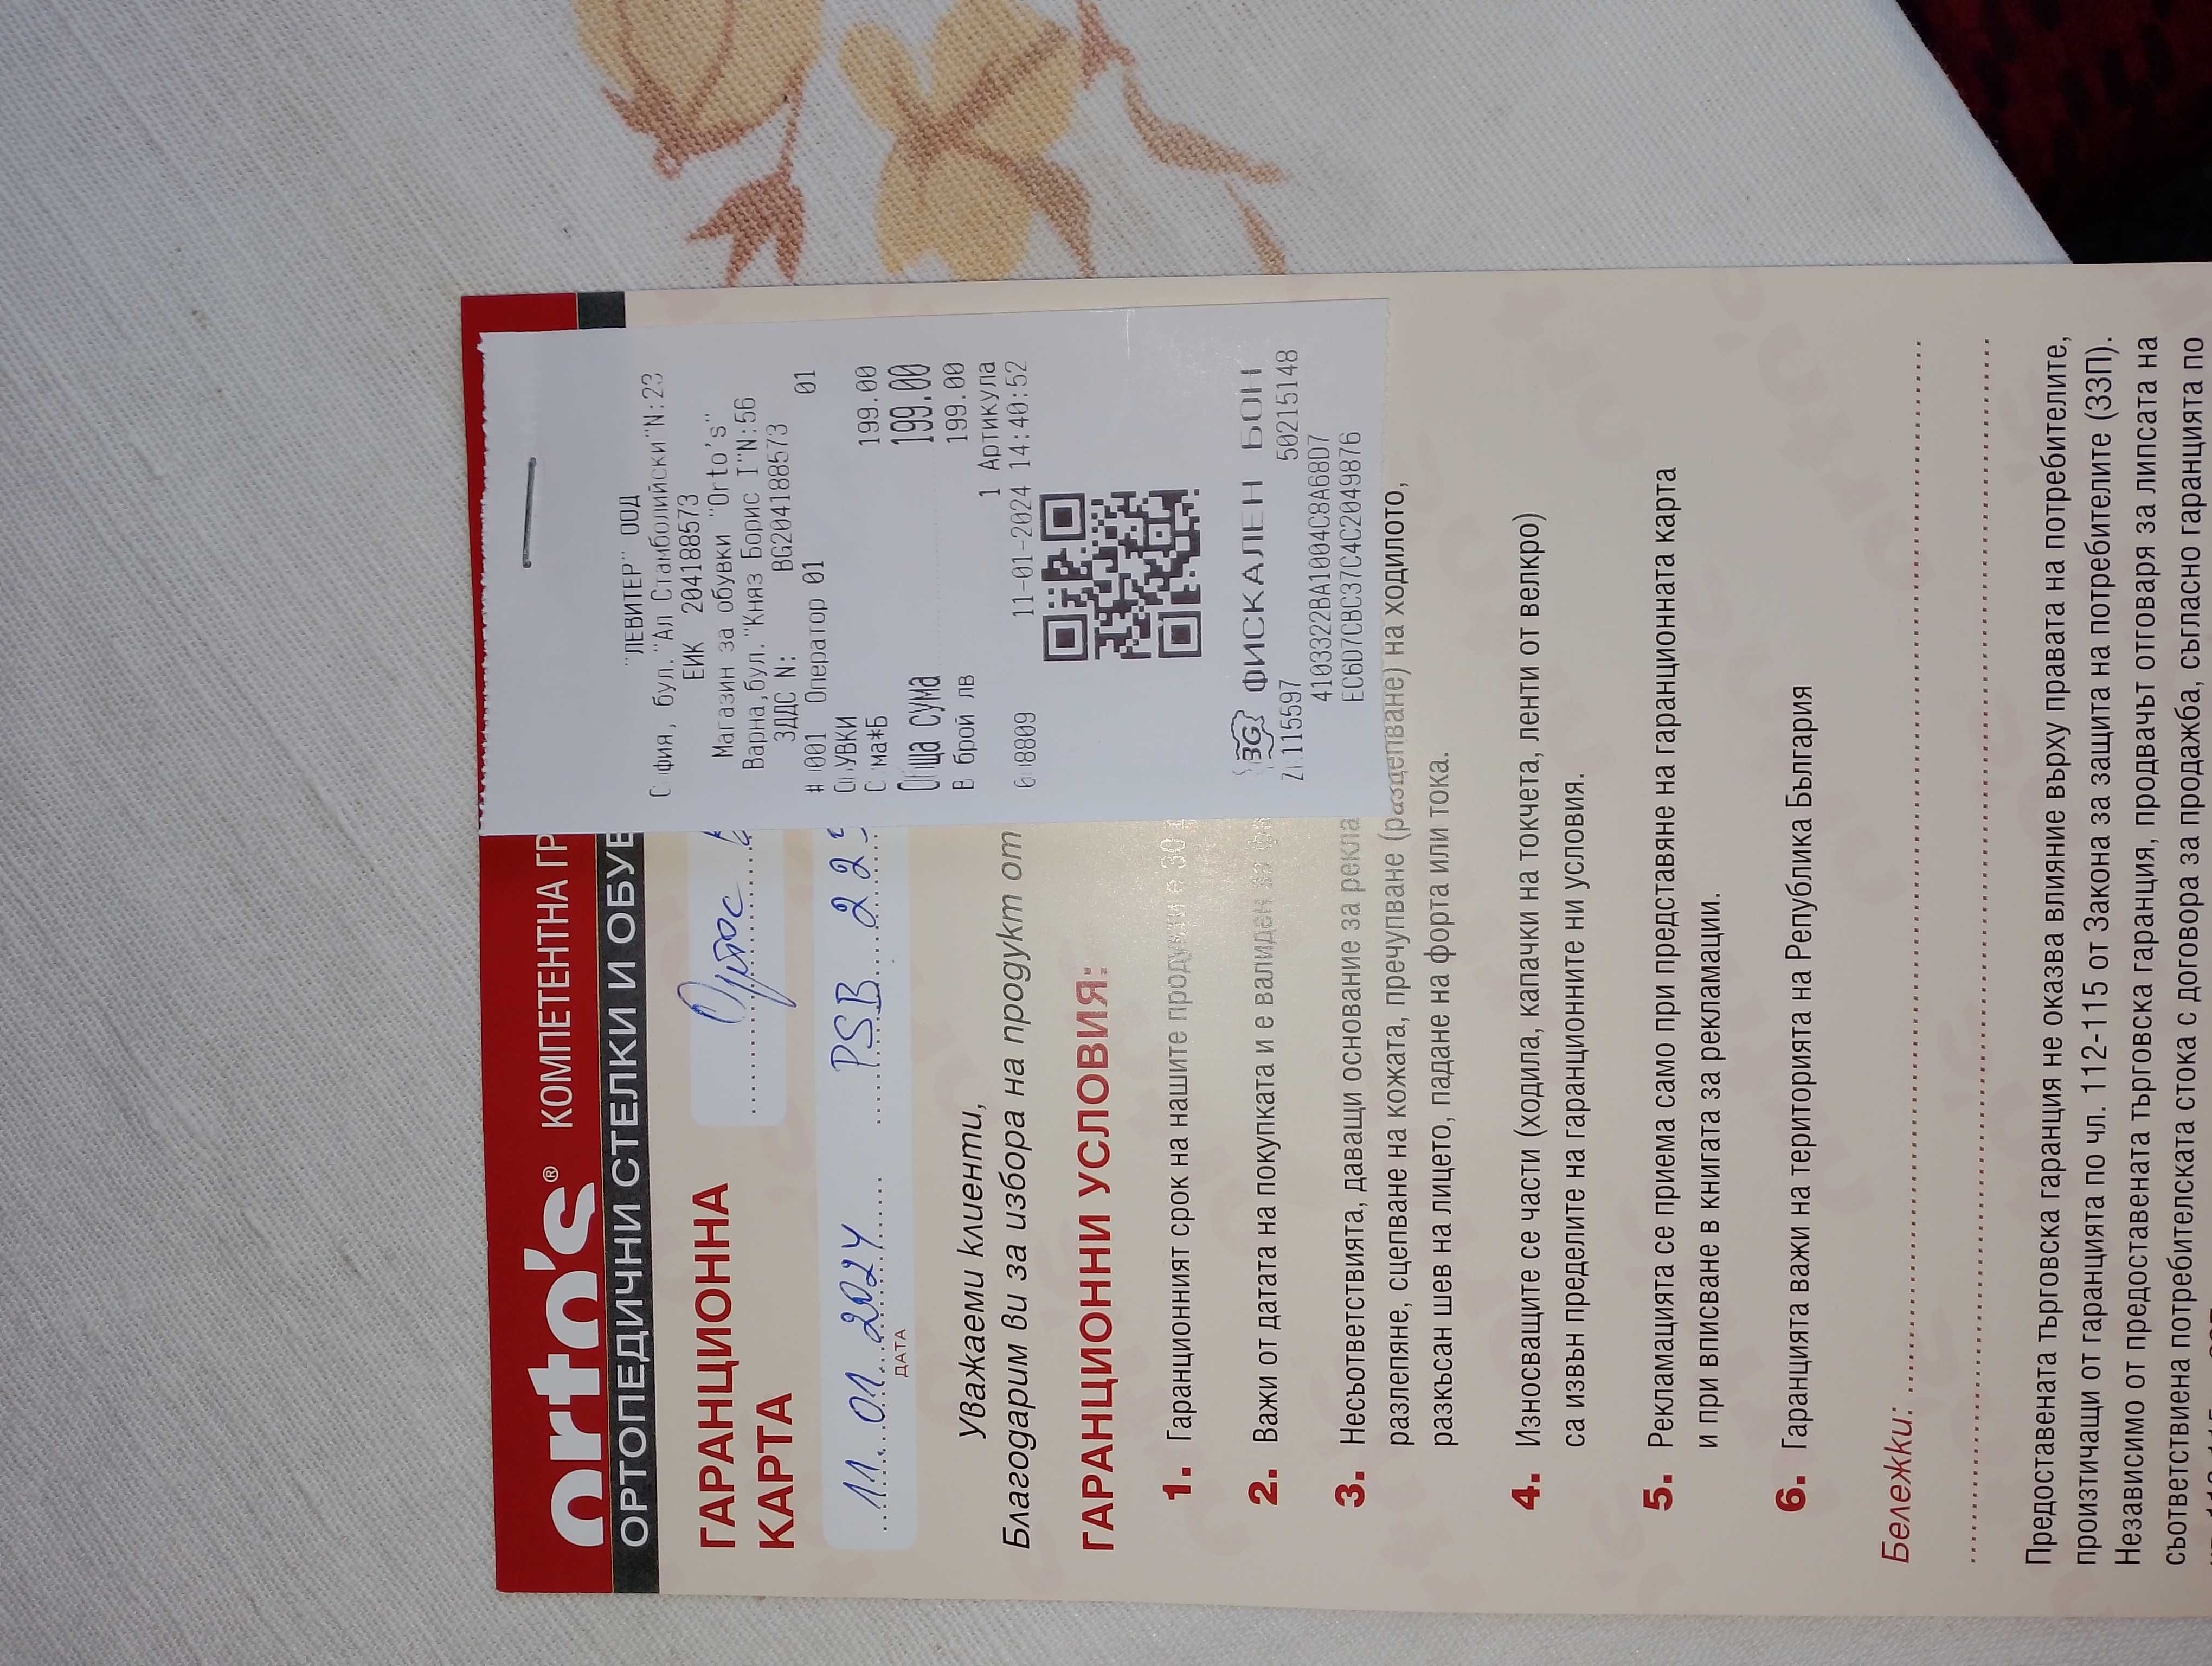 orto's® КОМПЕТЕНТНА ГР
ОРТОПЕДИЧНИ СТЕЛКИ И ОБУВ
ГАРАНЦИОННА
КАРТА
Ортос
11.01.2024 PSB 22
ДАТА
Уважаеми клиенти,
Благодарим ви за избора на продукт от
ГАРАНЦИОННИ УСЛОВИЯ:
1. Гаранционният срок на нашите продукти е 30
2. Важи от датата на покупката и е валиден за
3. Несъответствията, даващи основание за рекла
разлепяне, сцепване на кожата, пречупване (разцепване) на ходилото,
разкъсан шев на лицето, падане на форта или тока.
4. Износващите се части (ходила, капачки на токчета, ленти от велкро)
са извън пределите на гаранционните ни условия.
5. Рекламацията се приема само при представяне на гаранционната карта
и при вписване в книгата за рекламации.
6. Гаранцията важи на територията на Република България
Бележки:
Предоставената търговска гаранция не оказва влияние върху правата на потребителите,
произтичащи от гаранцията по чл. 112-115 от Закона за защита на потребителите (ЗЗП).
Независимо от предоставената търговска гаранция, продавачът отговаря за липсата на
съответствиена потребителската стока с договора за продажба, съгласно гаранцията по
"ЛЕВИТЕР" ООД
С фия, бул. "Ал Стамболийски"N:23
ЕИК 204188573
Магазин за обувки "Orto's"
Варна,бул. "Княз Борис I"N:56
ЗДДС N: BG204188573
# 001 Оператор 01 01
ОБУВКИ 199.00
С ма*Б 199.00
Обща сума 199.00
В брой лв 199.00
1 Артикула
11-01-2024 14:40:52
BG ФИСКАЛЕН БОН
115597 50215148
4103322BA1004C8A68D7
EC6D7CBC37C4C2049876